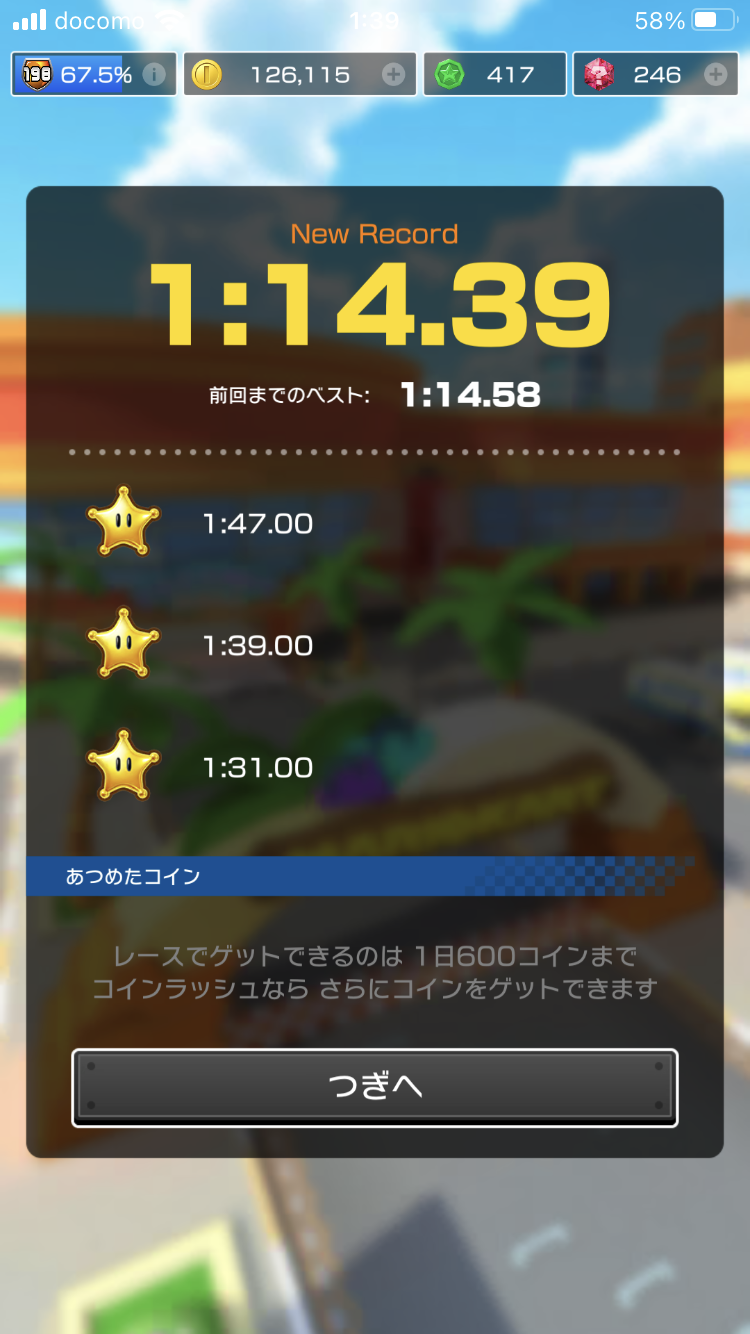 docomo 1:39 58%
198 67.5% 126,115 417 246
New Record
1:14.39
前回までのベスト: 1:14.58
1:47.00
1:39.00
1:31.00
あつめたコイン
レースでゲットできるのは 1日600コインまで
コインラッシュなら さらにコインをゲットできます
つぎへ